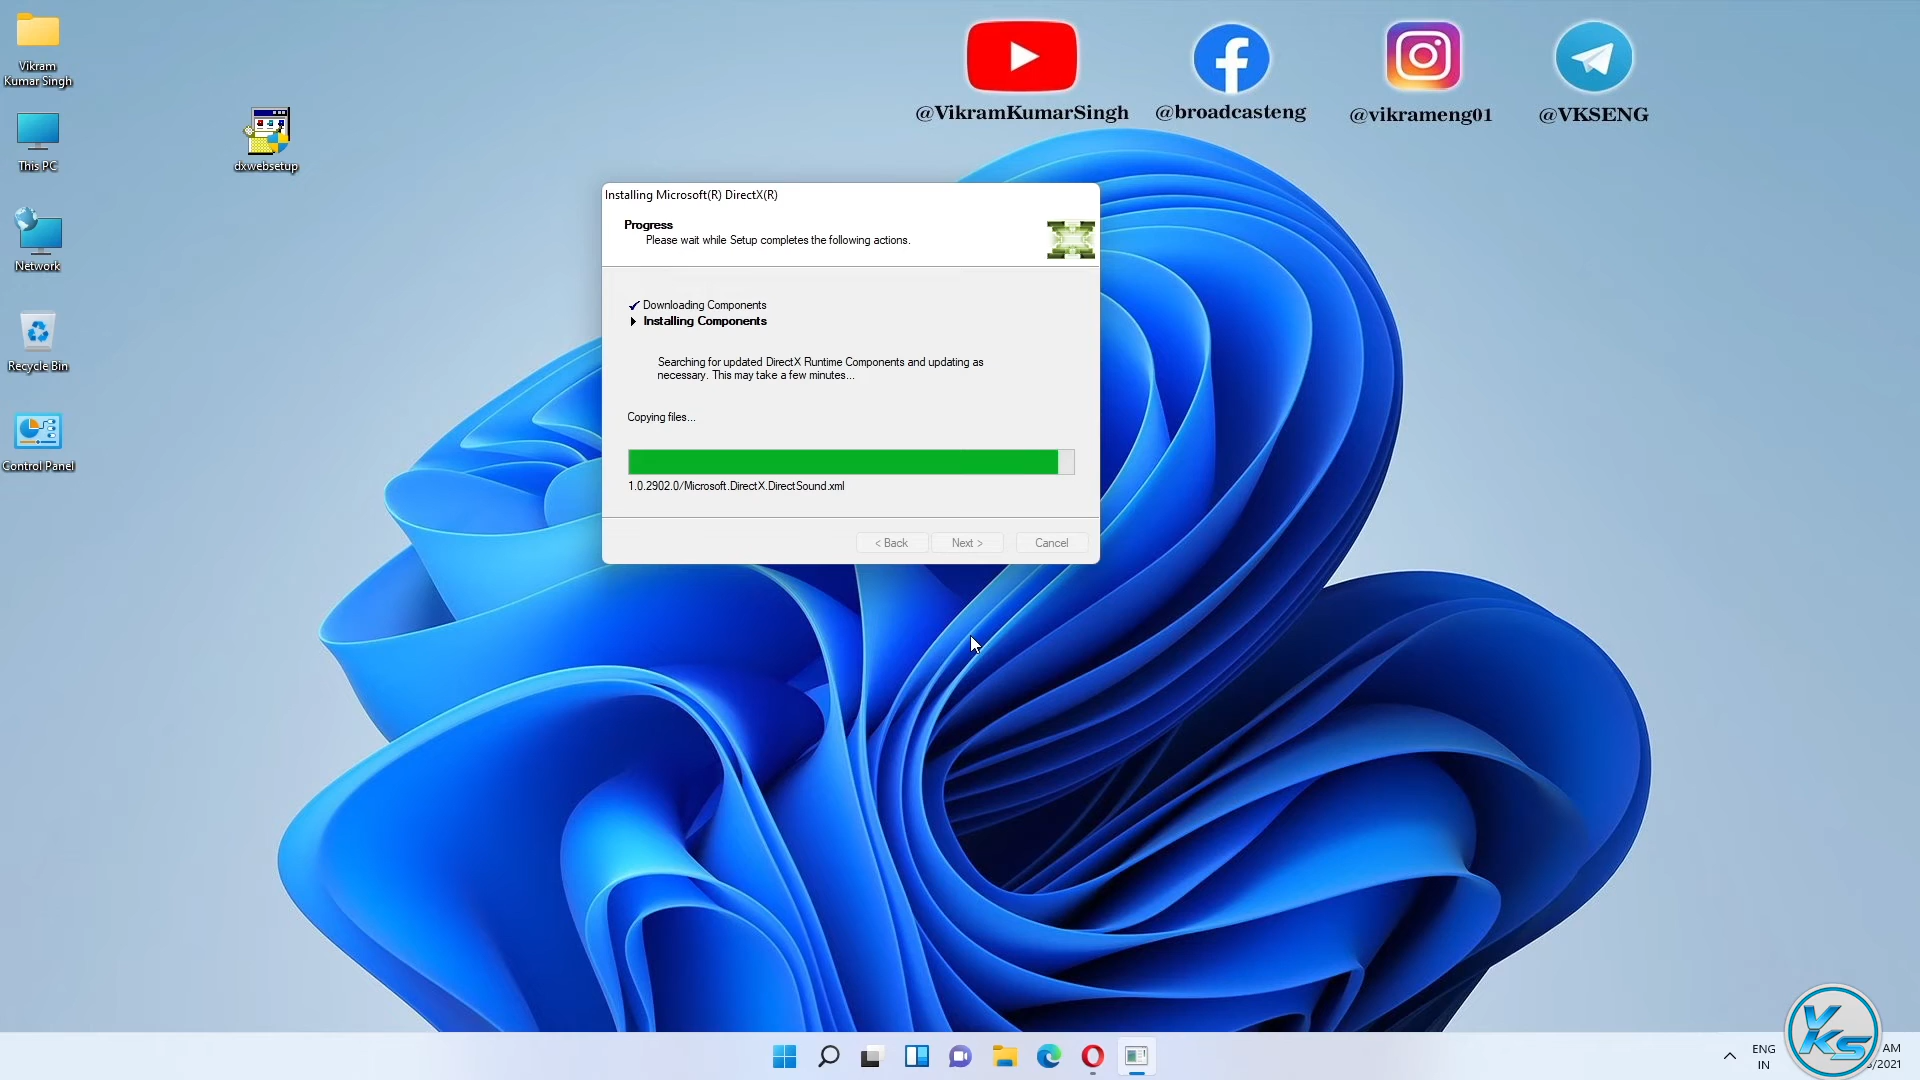 Vikram
Kumar Singh
This PC
Network
Recycle Bin
Control Panel
dxwebsetup
@VikramKumarSingh
@broadcasteng
@vikrameng01
@VKSENG
Installing Microsoft(R) DirectX(R)
Progress
Please wait while Setup completes the following actions.
Downloading Components
Installing Components
Searching for updated DirectX Runtime Components and updating as
necessary. This may take a few minutes...
Copying files...
1.0.2902.0/Microsoft.DirectX.DirectSound.xml
< Back
Next >
Cancel
ENG
IN
AM
/2021
VKS